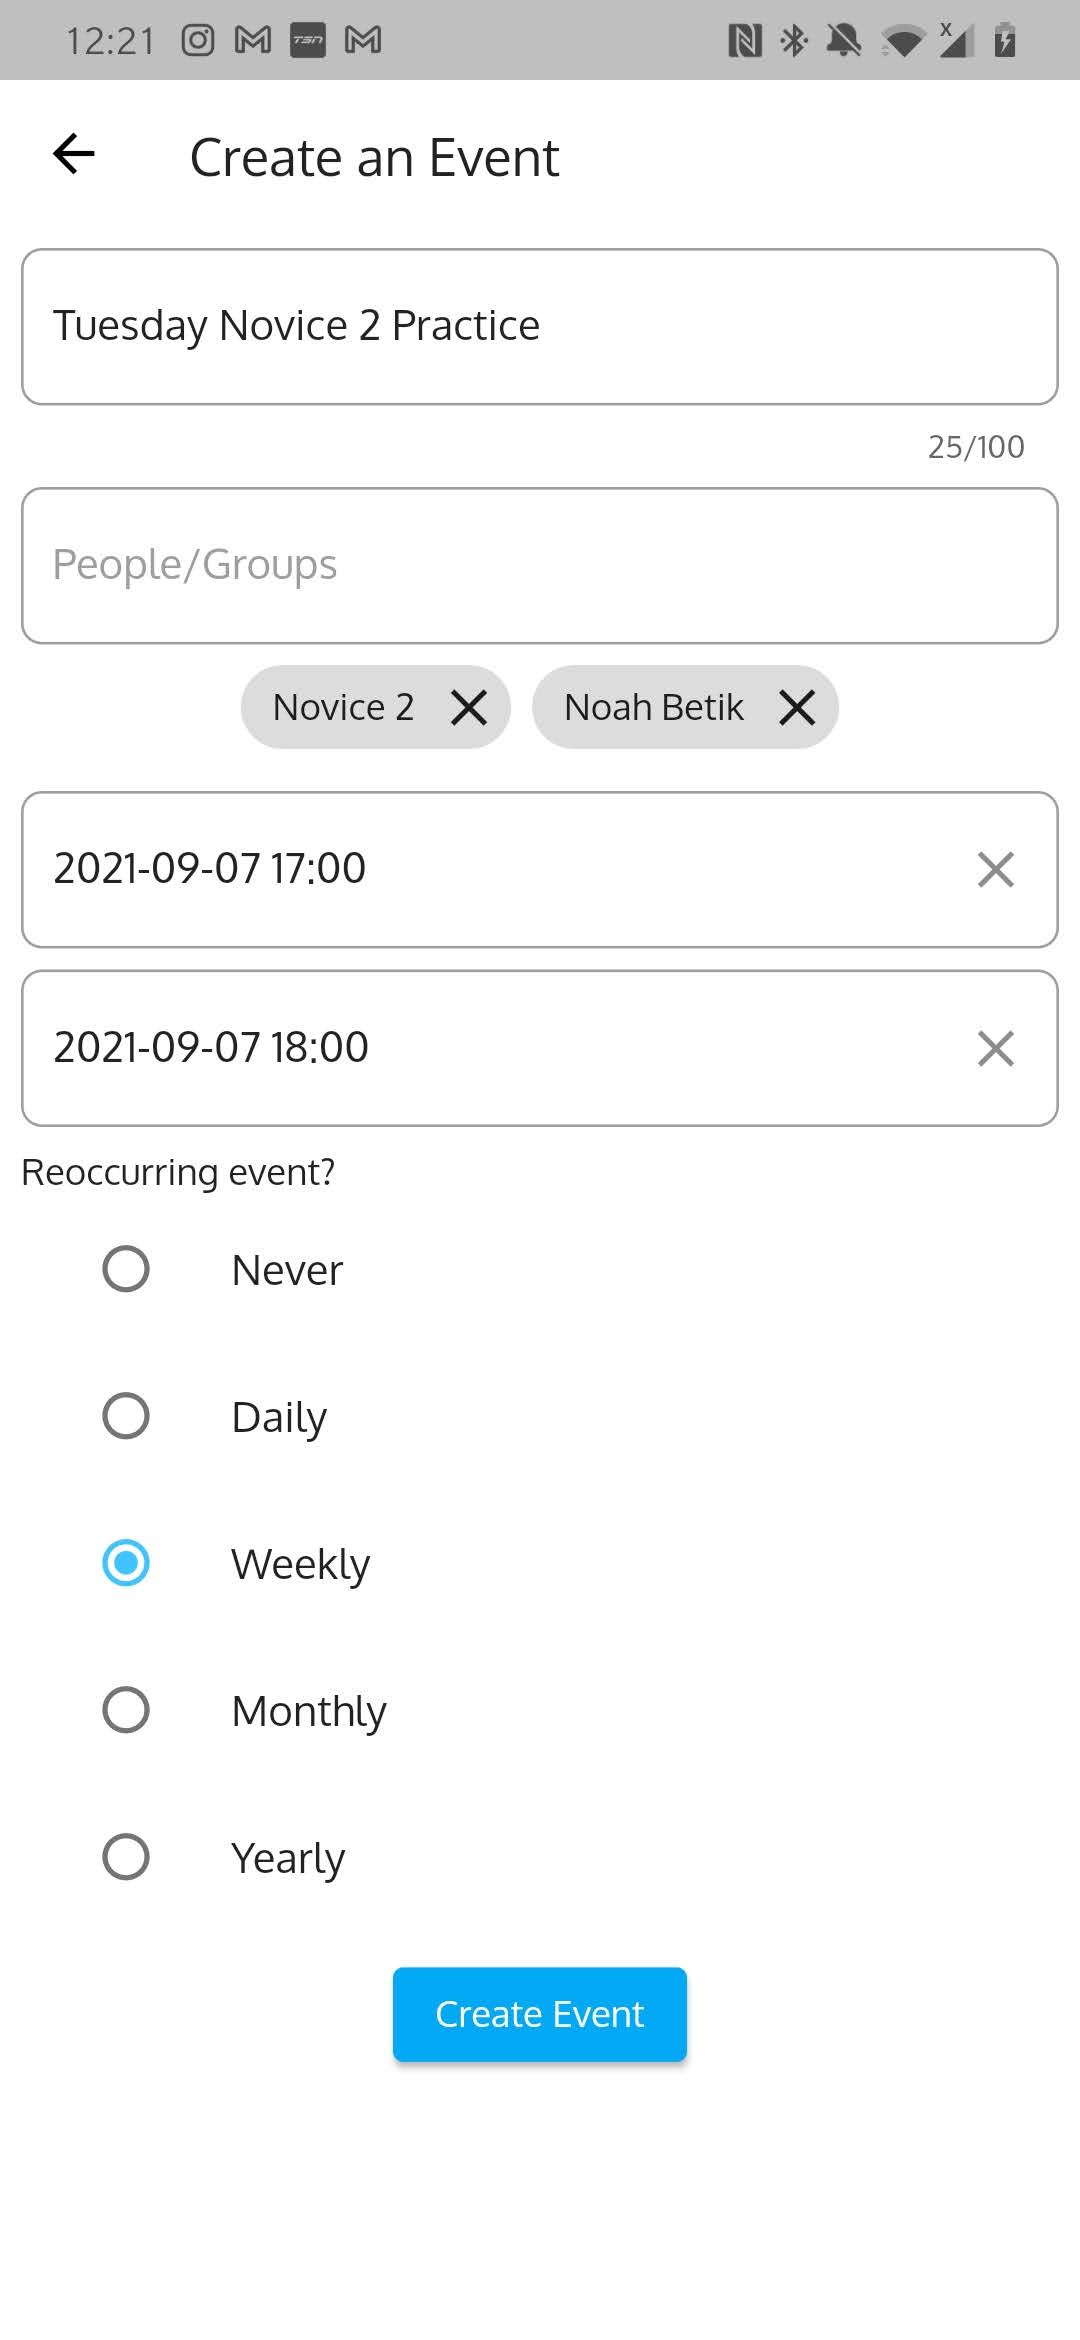 12:21 TSN X
Create an Event
Tuesday Novice 2 Practice
25/100
People/Groups
Novice 2 Noah Betik
2021-09-07 17:00
2021-09-07 18:00
Reoccurring event?
Never
Daily
Weekly
Monthly
Yearly
Create Event